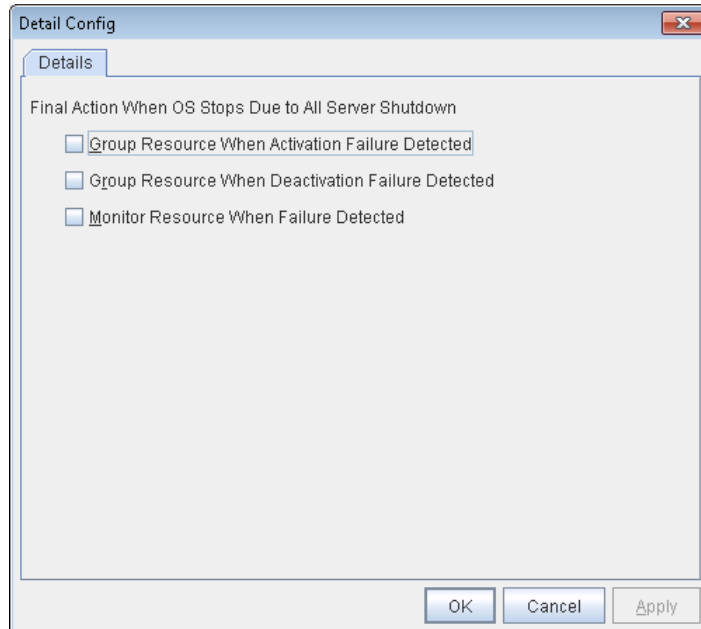 Detail Config
Details
Final Action When OS Stops Due to All Server Shutdown
Group Resource When Activation Failure Detected
Group Resource When Deactivation Failure Detected
Monitor Resource When Failure Detected
OK Cancel Apply